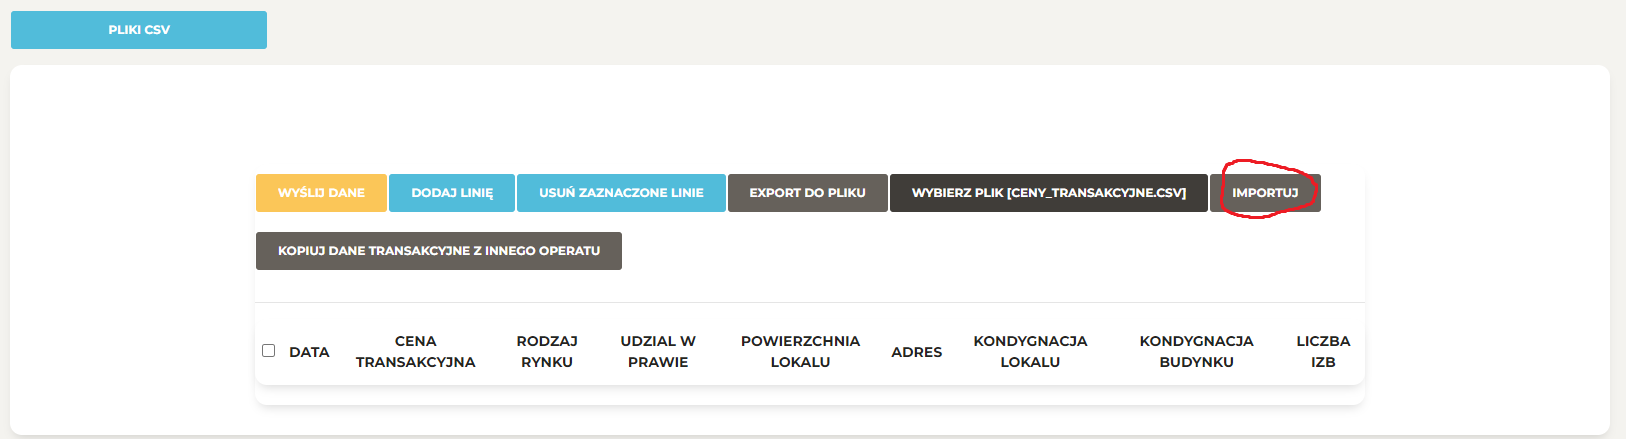 PLIKI CSV
WYŚLIJ DANE DODAJ LINIĘ USUŃ ZAZNACZONE LINIE EXPORT DO PLIKU WYBIERZ PLIK [CENY_TRANSAKCYJNE.CSV] IMPORTUJ
KOPIUJ DANE TRANSAKCYJNE Z INNEGO OPERATU
DATA CENA TRANSAKCYJNA RODZAJ RYNKU UDZIAL W PRAWIE POWIERZCHNIA LOKALU ADRES KONDYGNACJA LOKALU KONDYGNACJA BUDYNKU LICZBA IZB